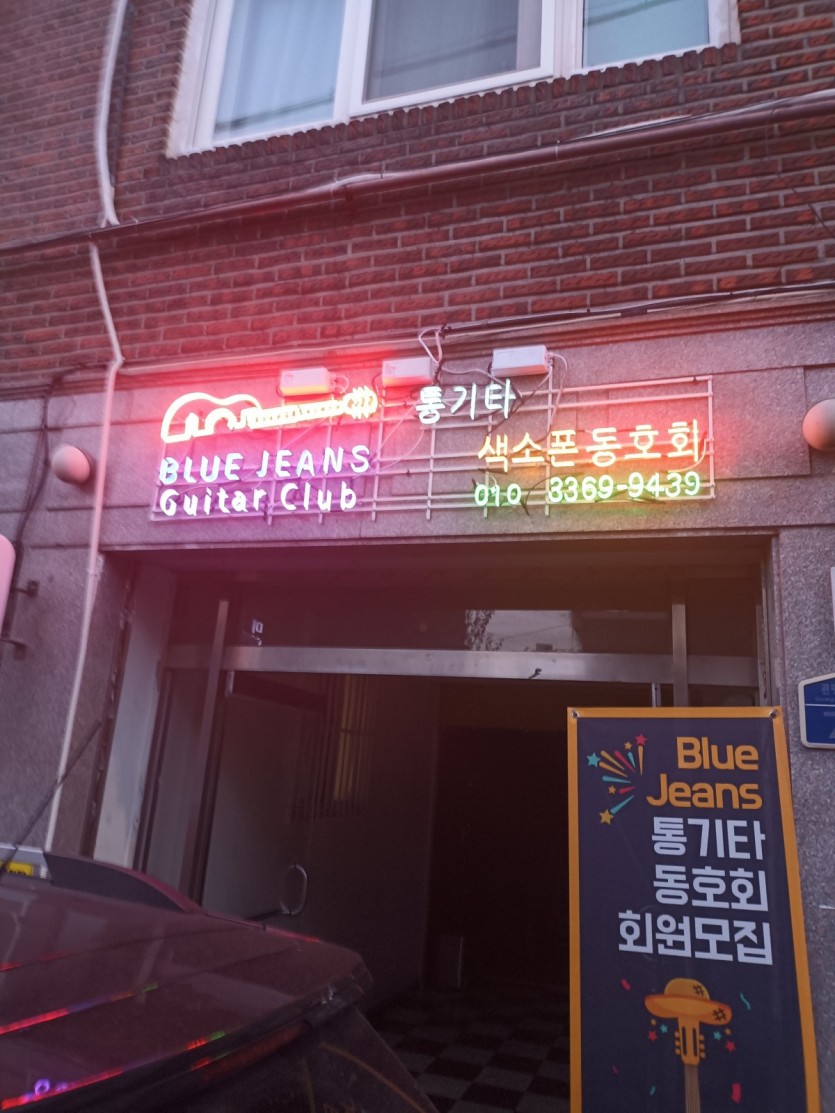 통기타
BLUE JEANS
색소폰동호회
Guitar Club
010 8369-9439
Blue
Jeans
통기타
동호회
회원모집